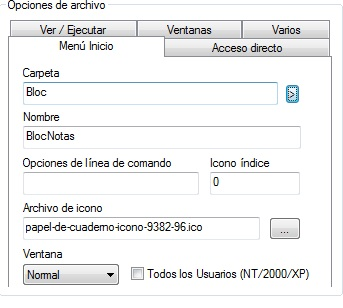 Opciones de archivo
Ver / Ejecutar
Ventanas
Varios
Menú Inicio
Acceso directo
Carpeta
Bloc
>
Nombre
BlocNotas
Opciones de línea de comando
Icono índice
0
Archivo de icono
papel-de-cuaderno-icono-9382-96.ico
...
Ventana
Normal
Todos los Usuarios (NT/2000/XP)